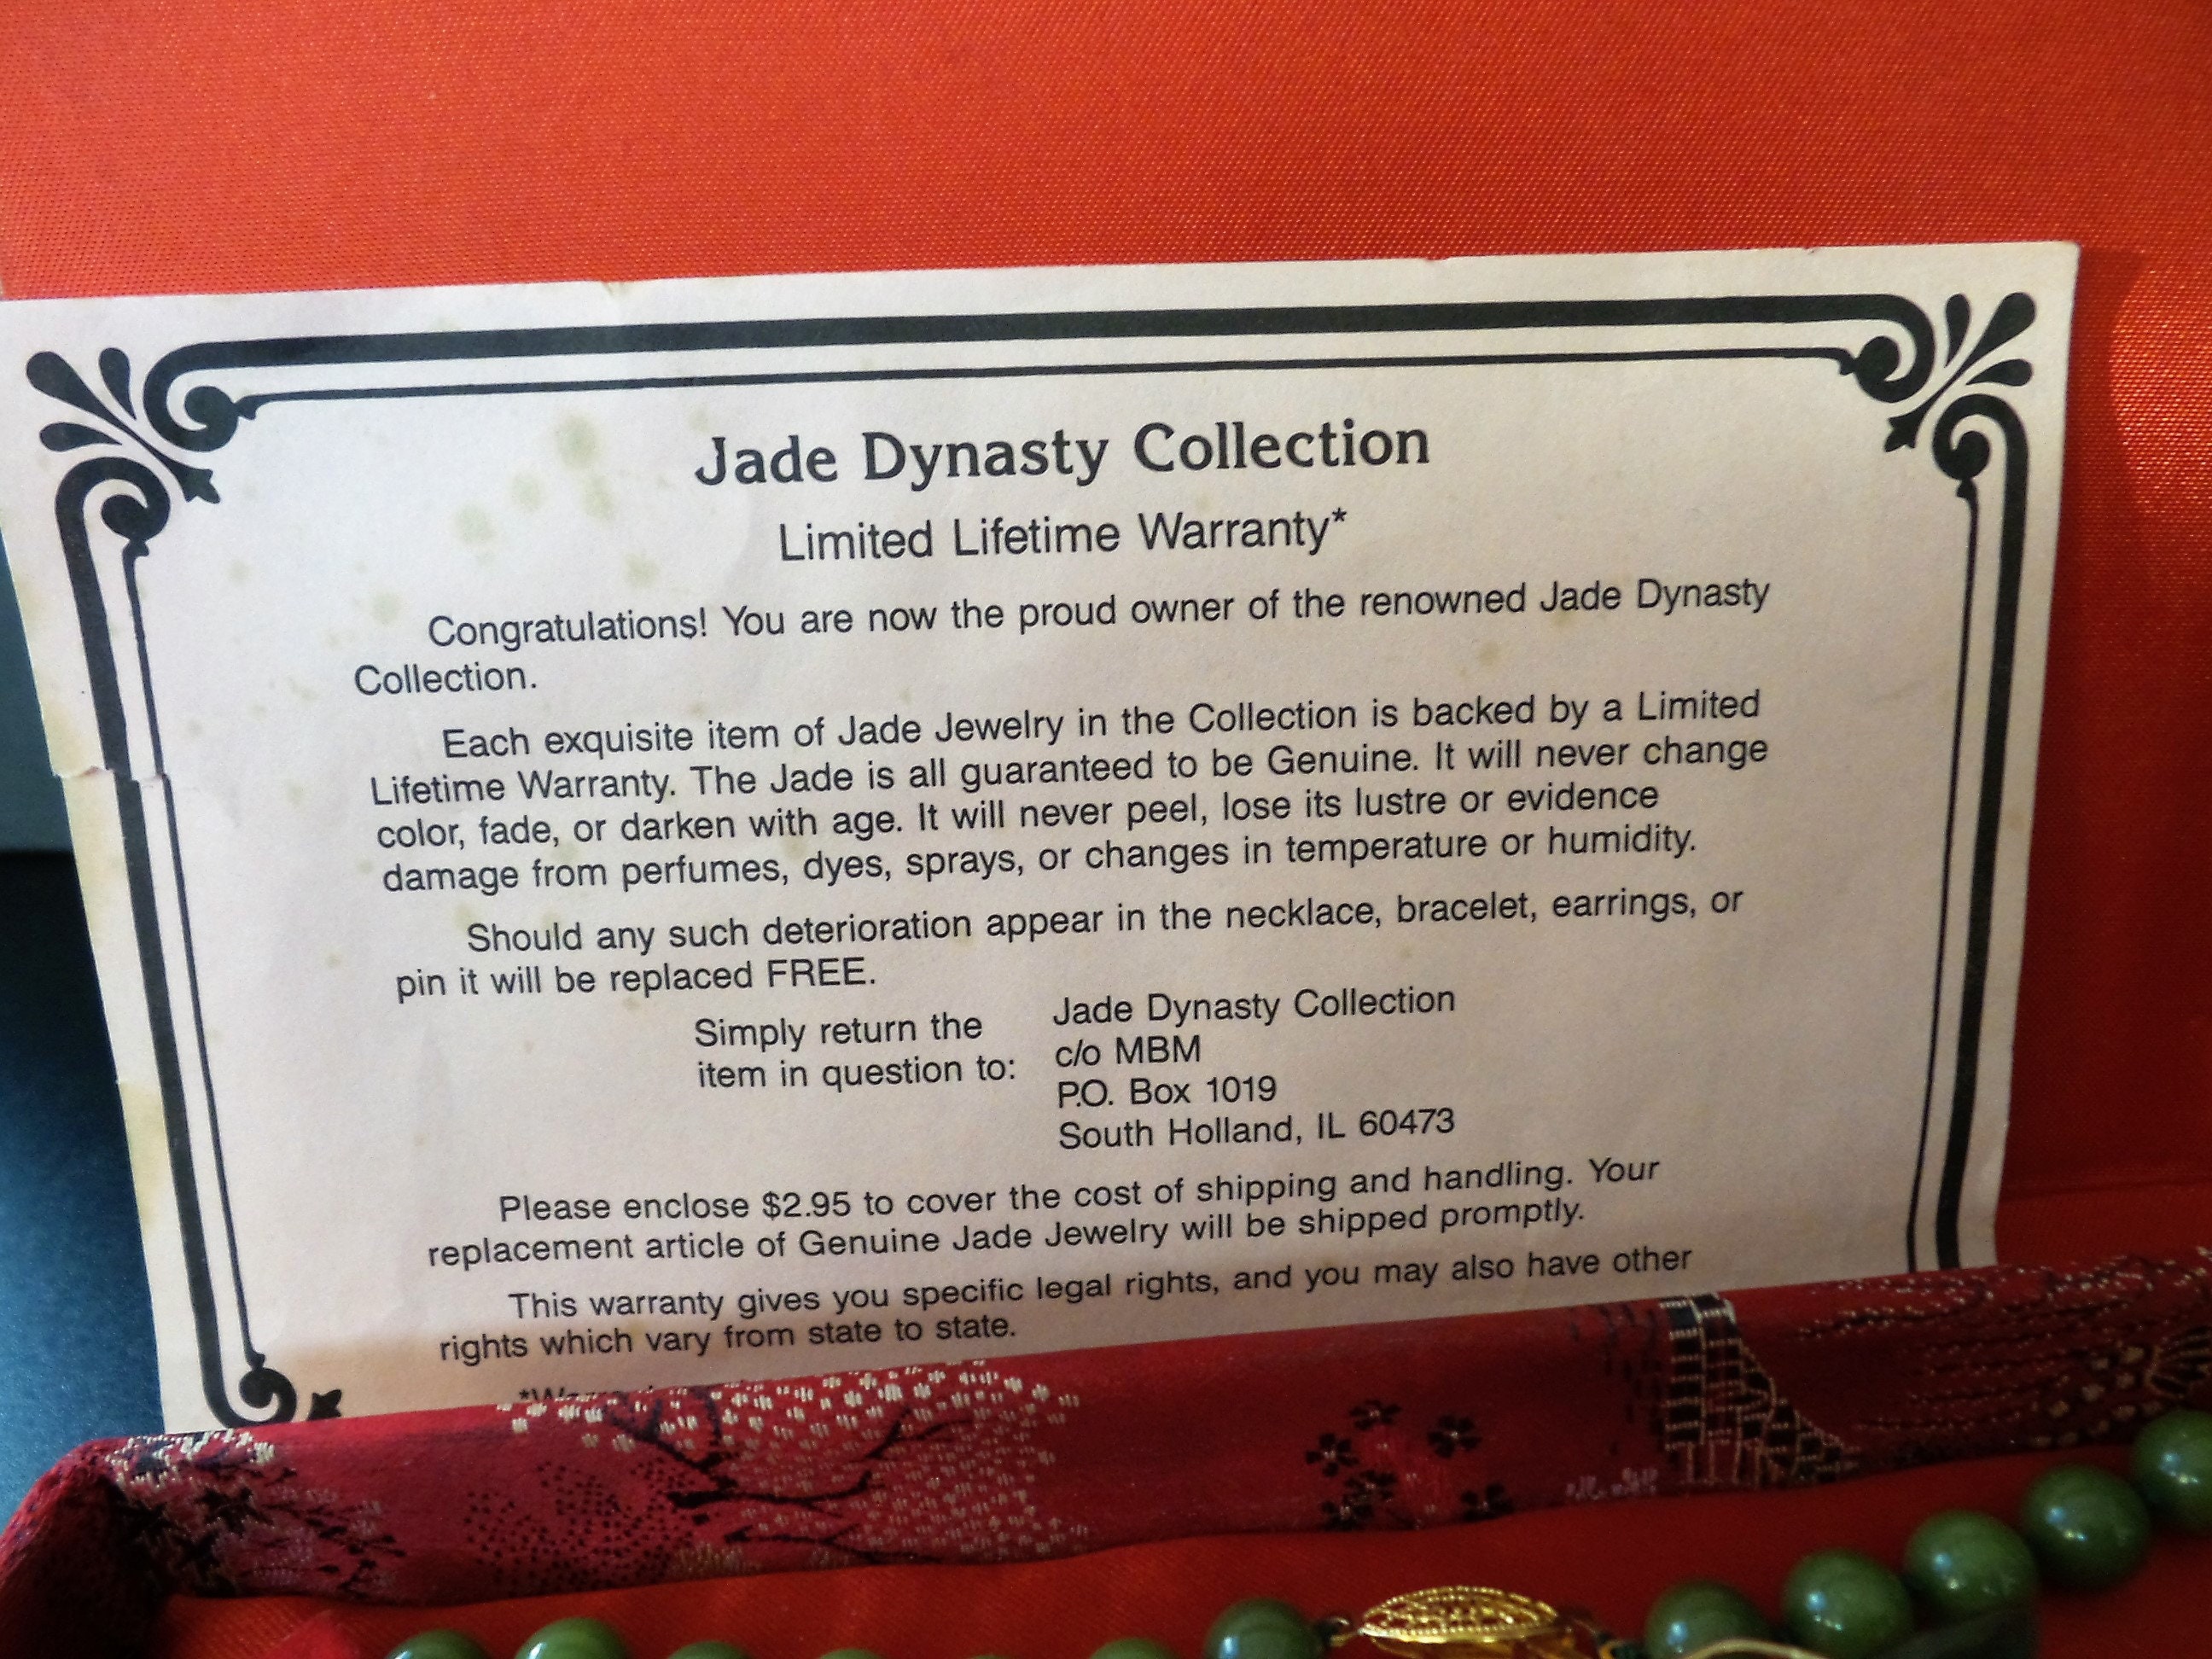 Jade Dynasty Collection
Limited Lifetime Warranty*
Congratulations! You are now the proud owner of the renowned Jade Dynasty
Collection.
Each exquisite item of Jade Jewelry in the Collection is backed by a Limited
Lifetime Warranty. The Jade is all guaranteed to be Genuine. It will never change
color, fade, or darken with age. It will never peel, lose its lustre or evidence
damage from perfumes, dyes, sprays, or changes in temperature or humidity.
Should any such deterioration appear in the necklace, bracelet, earrings, or
pin it will be replaced FREE.
Simply return the
item in question to:
Jade Dynasty Collection
c/o MBM
P.O. Box 1019
South Holland, IL 60473
Please enclose $2.95 to cover the cost of shipping and handling. Your
replacement article of Genuine Jade Jewelry will be shipped promptly.
This warranty gives you specific legal rights, and you may also have other
rights which vary from state to state.